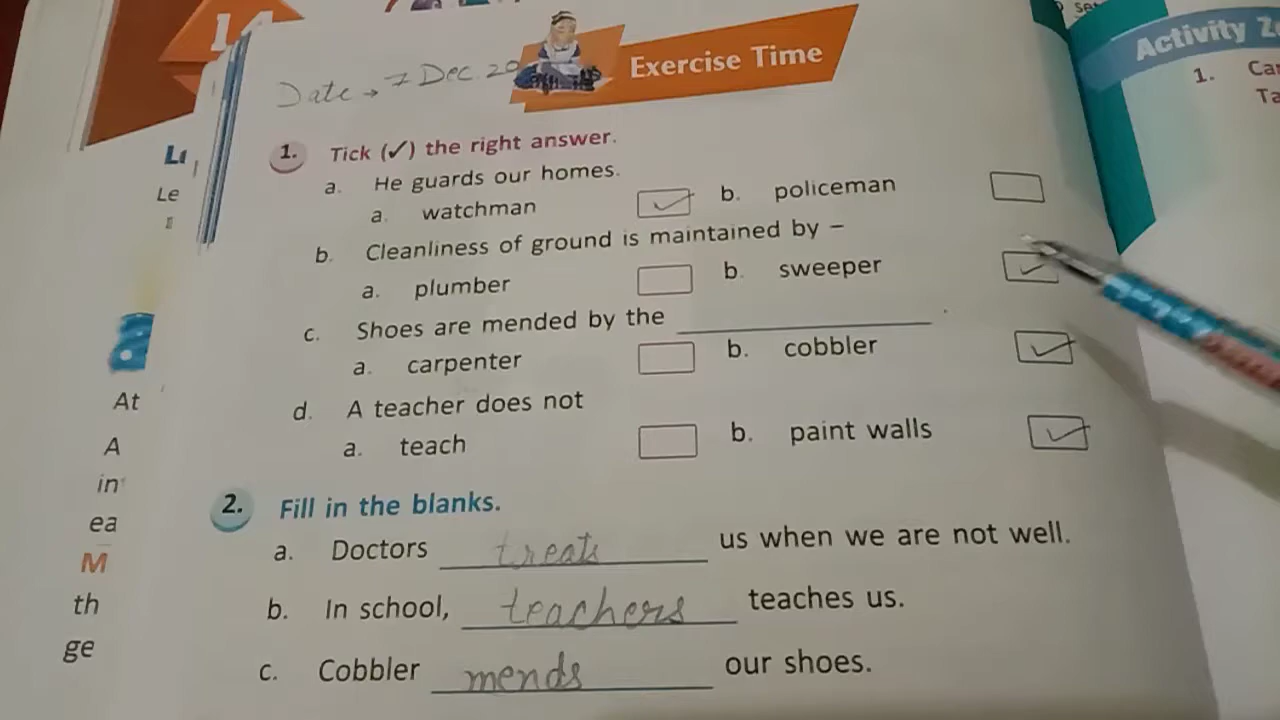 Date → 7 Dec 20
Exercise Time
Activity
1.
1. Tick (✓) the right answer.
a. He guards our homes.
a. watchman ✓ b. policeman
b. Cleanliness of ground is maintained by –
a. plumber b. sweeper ✓
c. Shoes are mended by the ____________ .
a. carpenter b. cobbler ✓
d. A teacher does not
a. teach b. paint walls ✓
2. Fill in the blanks.
a. Doctors treats us when we are not well.
b. In school, teachers teaches us.
c. Cobbler mends our shoes.
Le
At
A
in
ea
M
th
ge